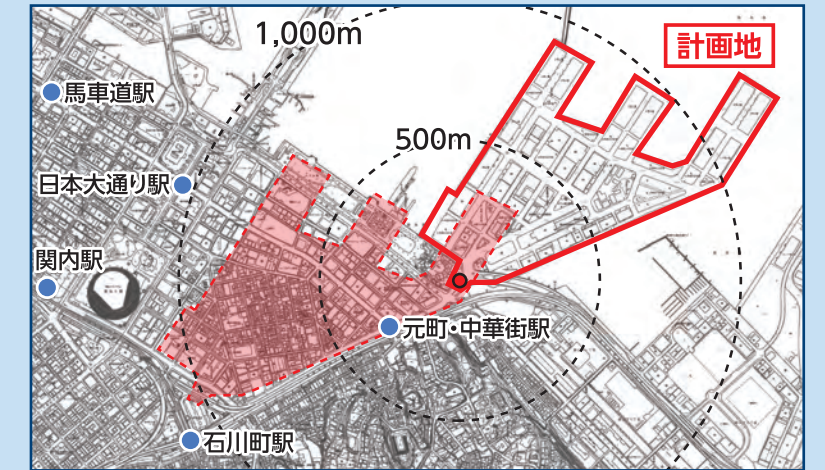 1,000m
計画地
馬車道駅
500m
日本大通り駅
関内駅
元町・中華街駅
石川町駅